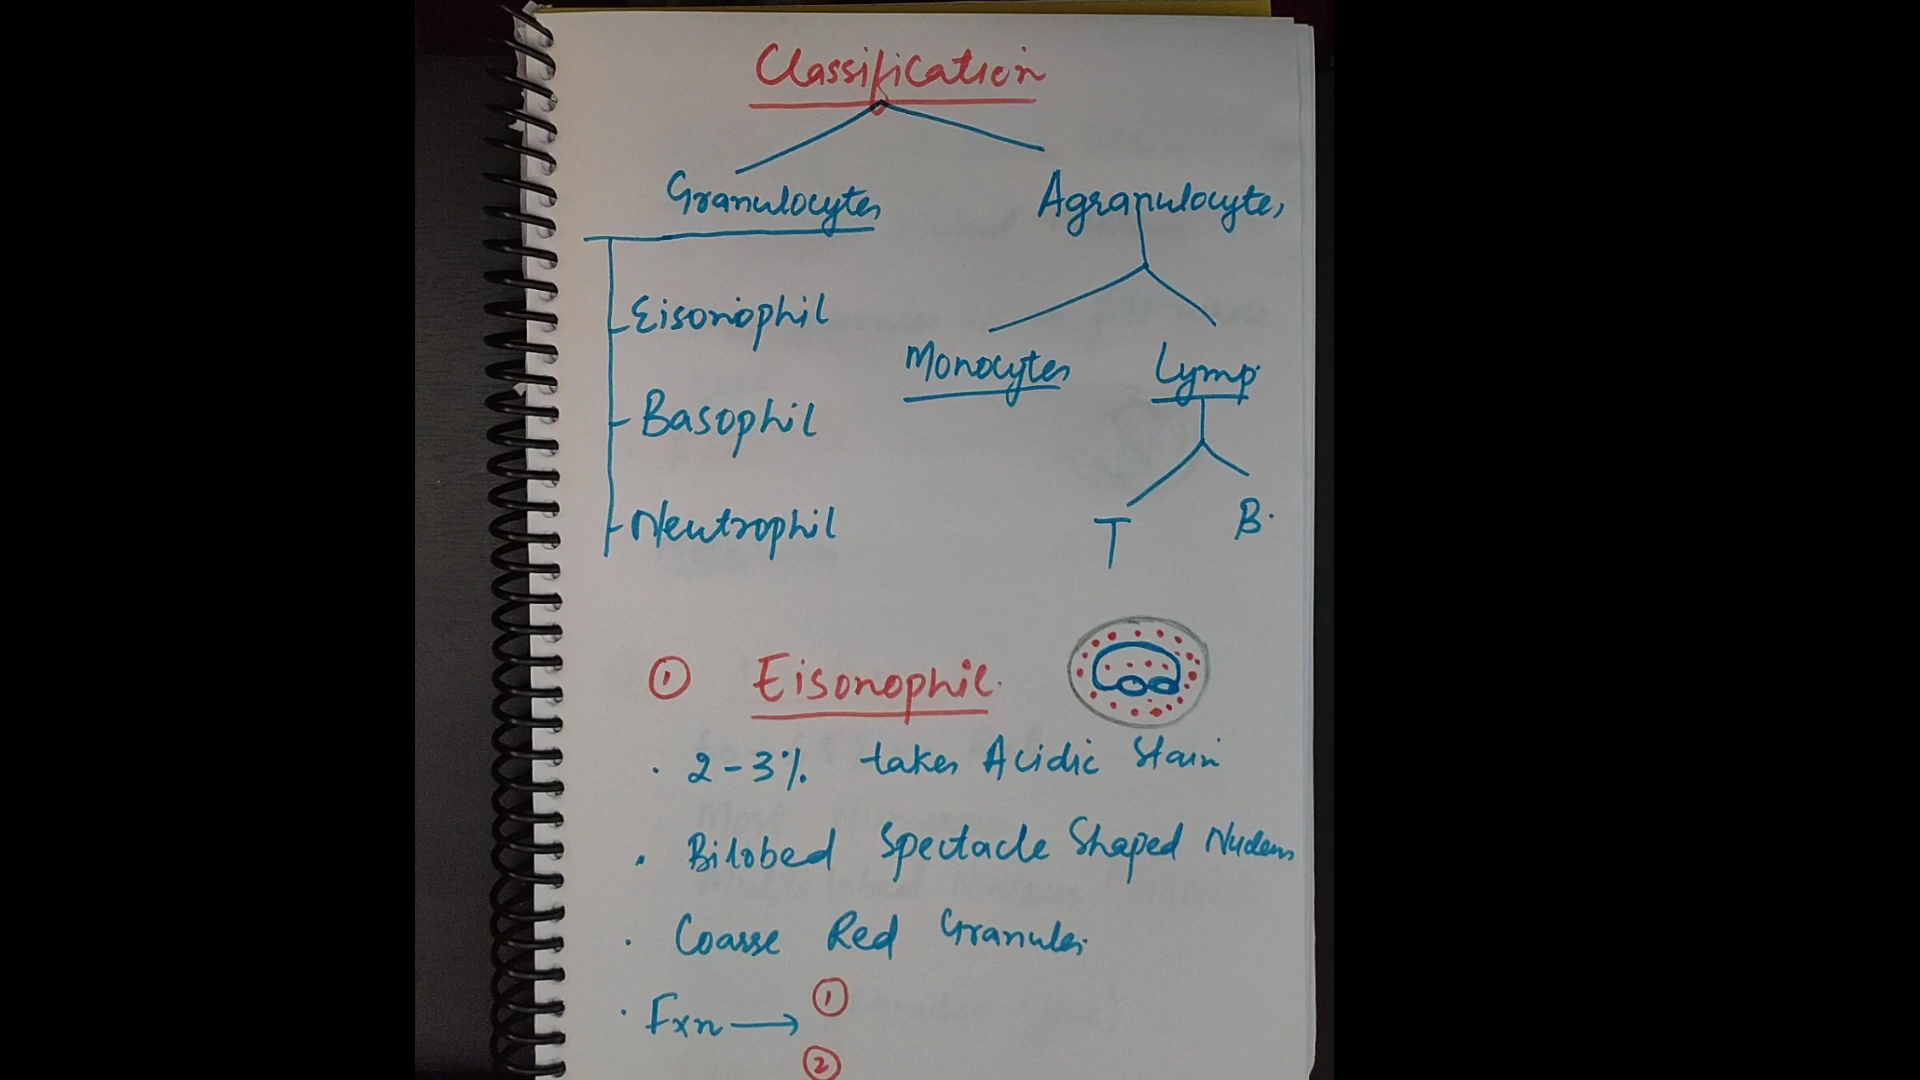 Classification
Granulocytes Agranulocytes
Eisoniophil
Monocytes Lymp.
Basophil
Neutrophil
T B.
① Eisonophil.
. 2-3% takes Acidic Stain
. Bilobed Spectacle Shaped Nucleus
. Coarse Red Granules.
. Fxn → ①
②